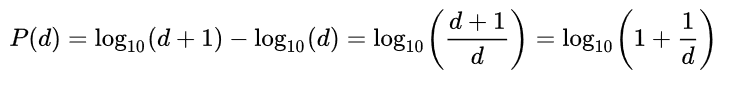 P(d) = log₁₀(d + 1) − log₁₀(d) = log₁₀((d + 1)/d) = log₁₀(1 + 1/d)